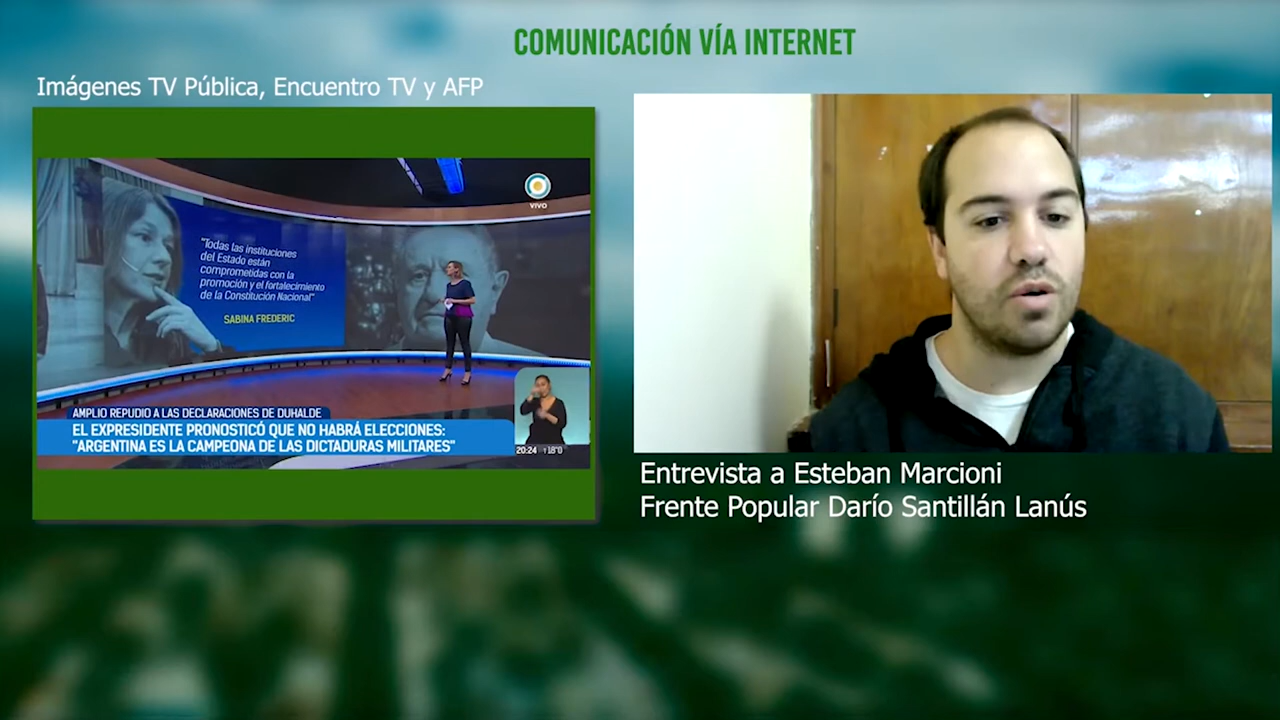 COMUNICACIÓN VÍA INTERNET
Imágenes TV Pública, Encuentro TV y AFP
VIVO
"Todas las instituciones
del Estado están
comprometidas con la
promoción y el fortalecimiento
de la Constitución Nacional"
SABINA FREDERIC
AMPLIO REPUDIO A LAS DECLARACIONES DE DUHALDE
EL EXPRESIDENTE PRONOSTICÓ QUE NO HABRÁ ELECCIONES:
"ARGENTINA ES LA CAMPEONA DE LAS DICTADURAS MILITARES"
20:24
Entrevista a Esteban Marcioni
Frente Popular Darío Santillán Lanús